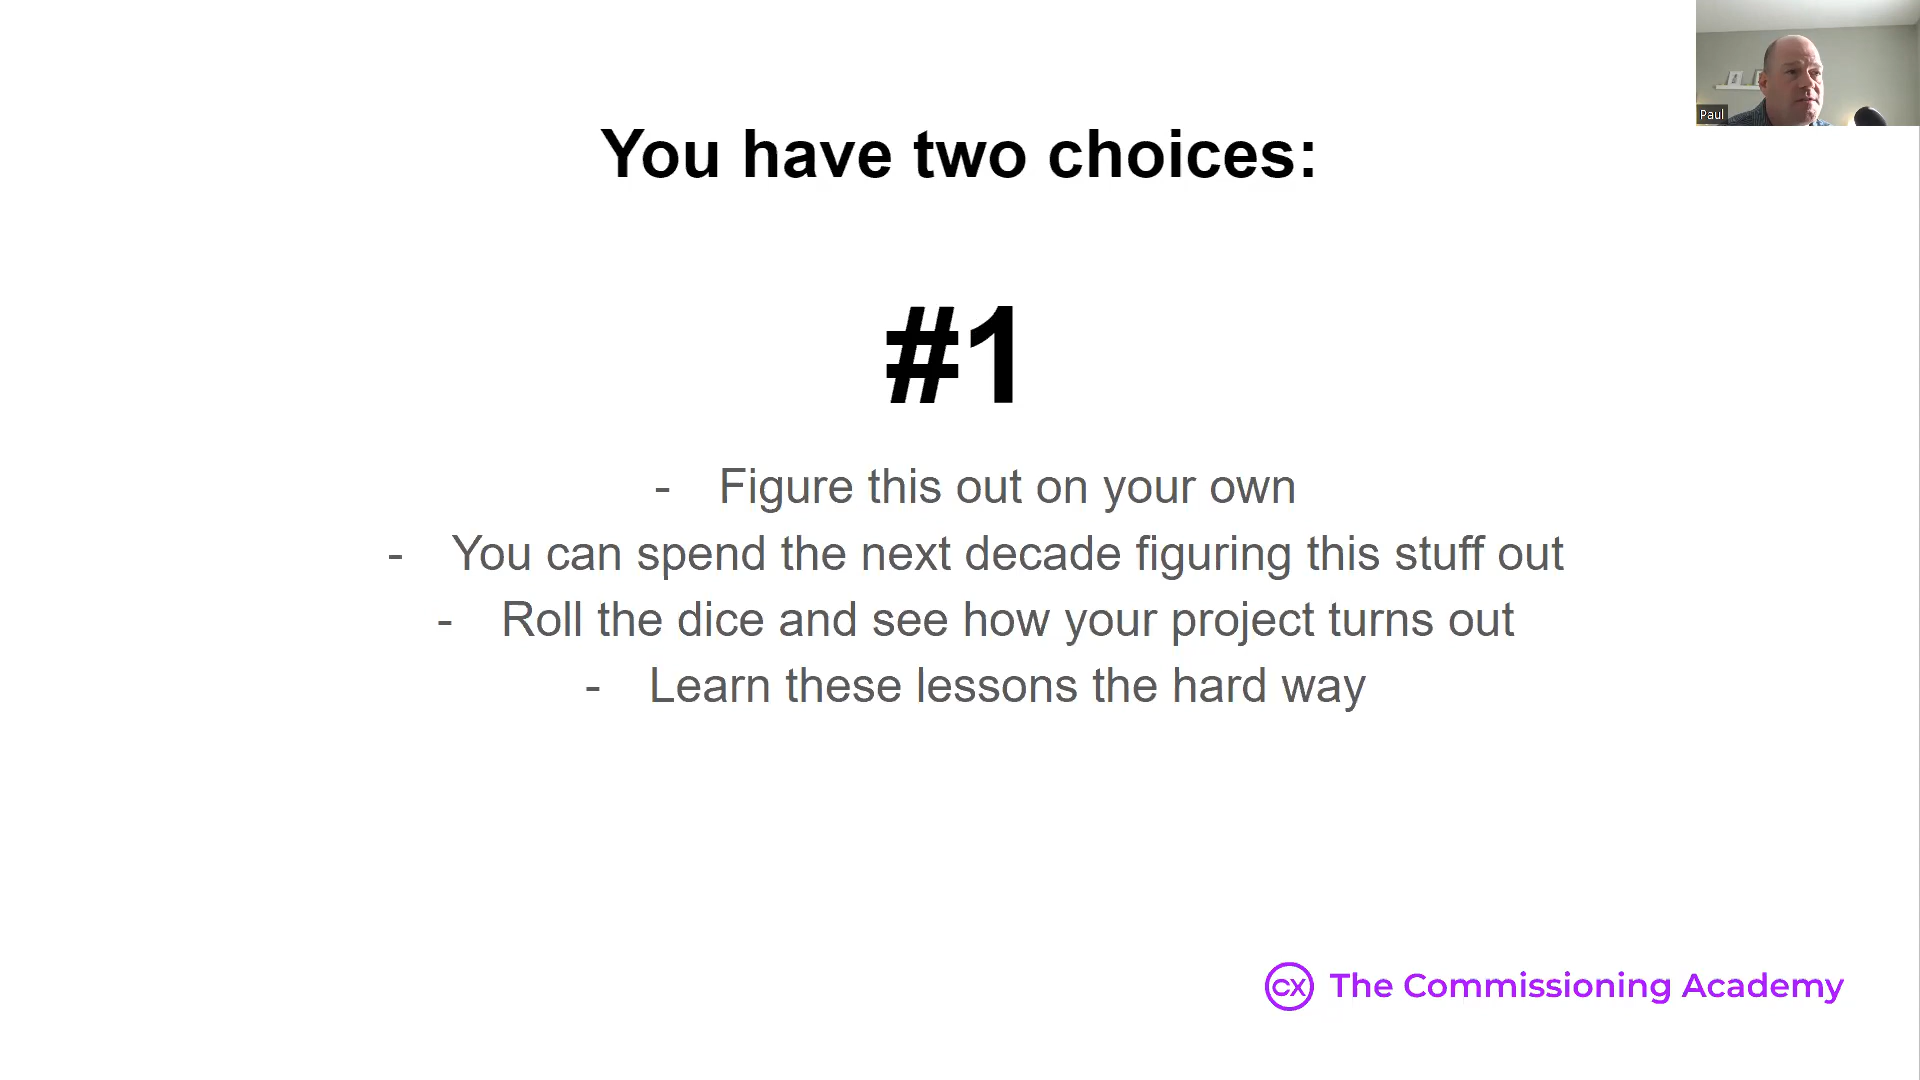 Paul
You have two choices:
#1
- Figure this out on your own
- You can spend the next decade figuring this stuff out
- Roll the dice and see how your project turns out
- Learn these lessons the hard way
CX The Commissioning Academy